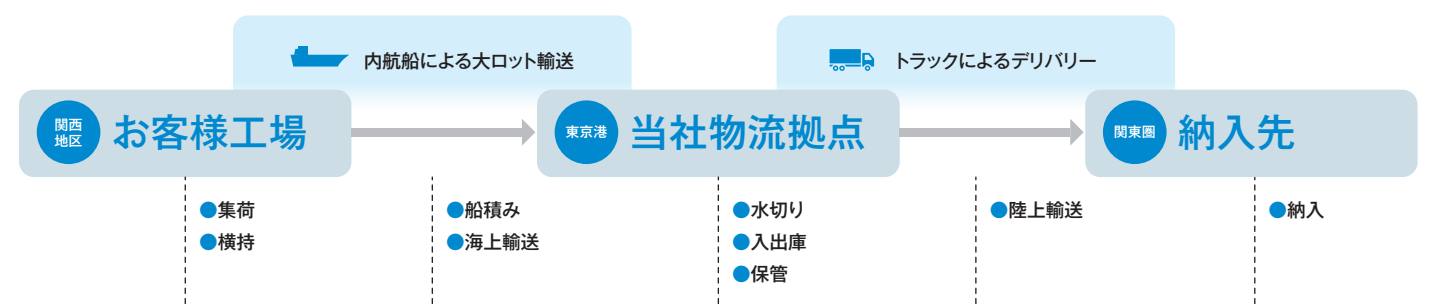 内航船による大ロット輸送
トラックによるデリバリー
関西
地区
お客様工場
東京港
当社物流拠点
関東圏
納入先
●集荷
●横持
●船積み
●海上輸送
●水切り
●入出庫
●保管
●陸上輸送
●納入